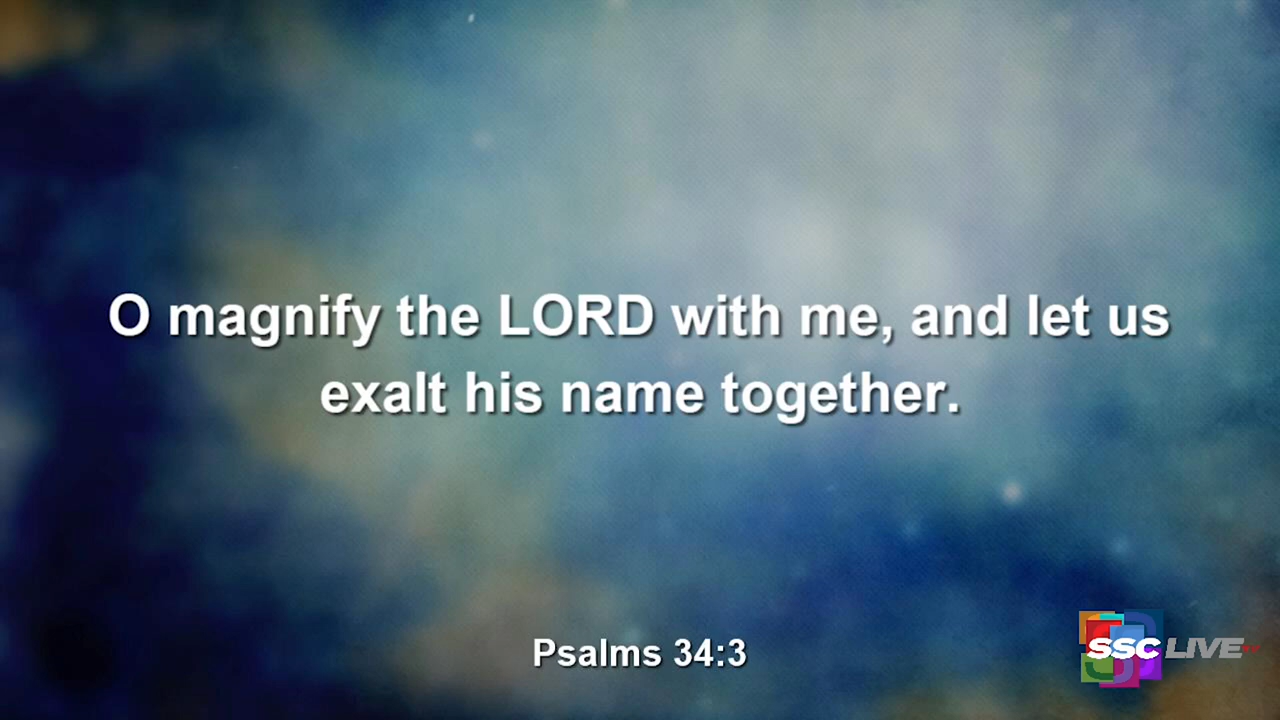 O magnify the LORD with me, and let us
exalt his name together.
Psalms 34:3
SSC LIVE